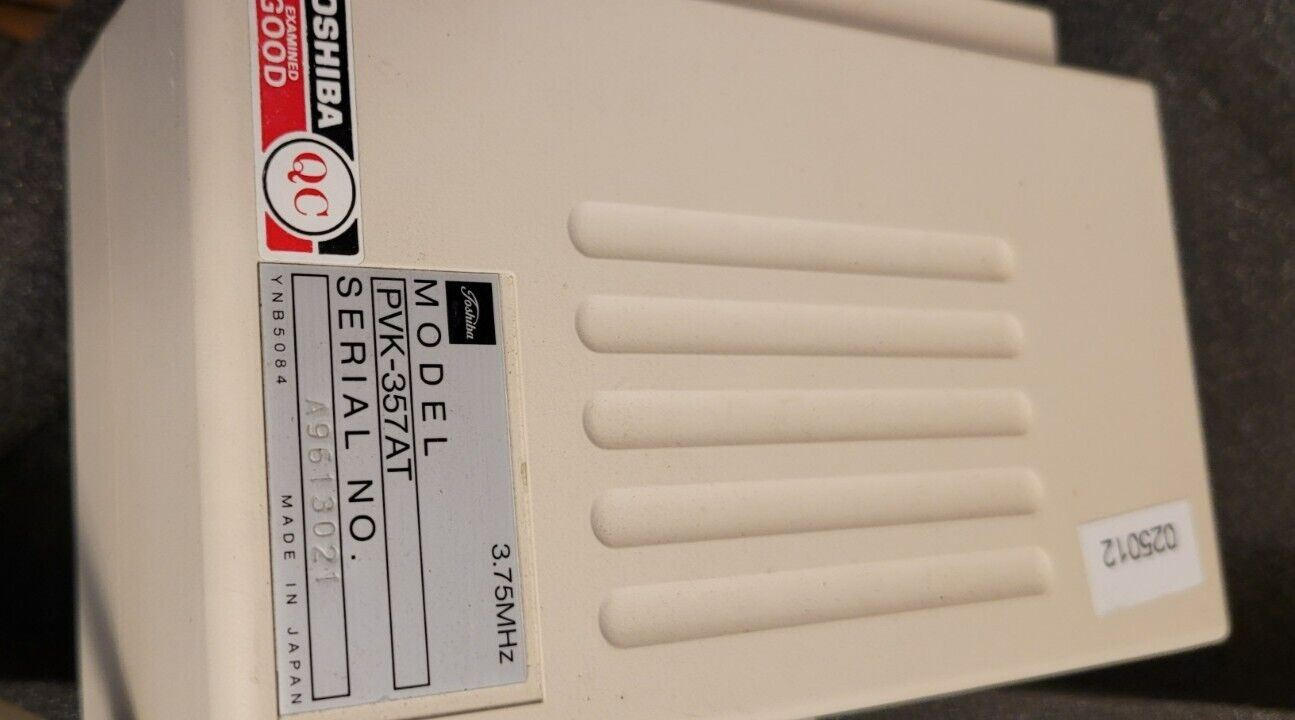 TOSHIBA
EXAMINED
GOOD
QC
Toshiba
3.75MHz
MODEL
PVK-357AT
SERIAL NO.
A9613021
YNB5084
MADE IN JAPAN
025012